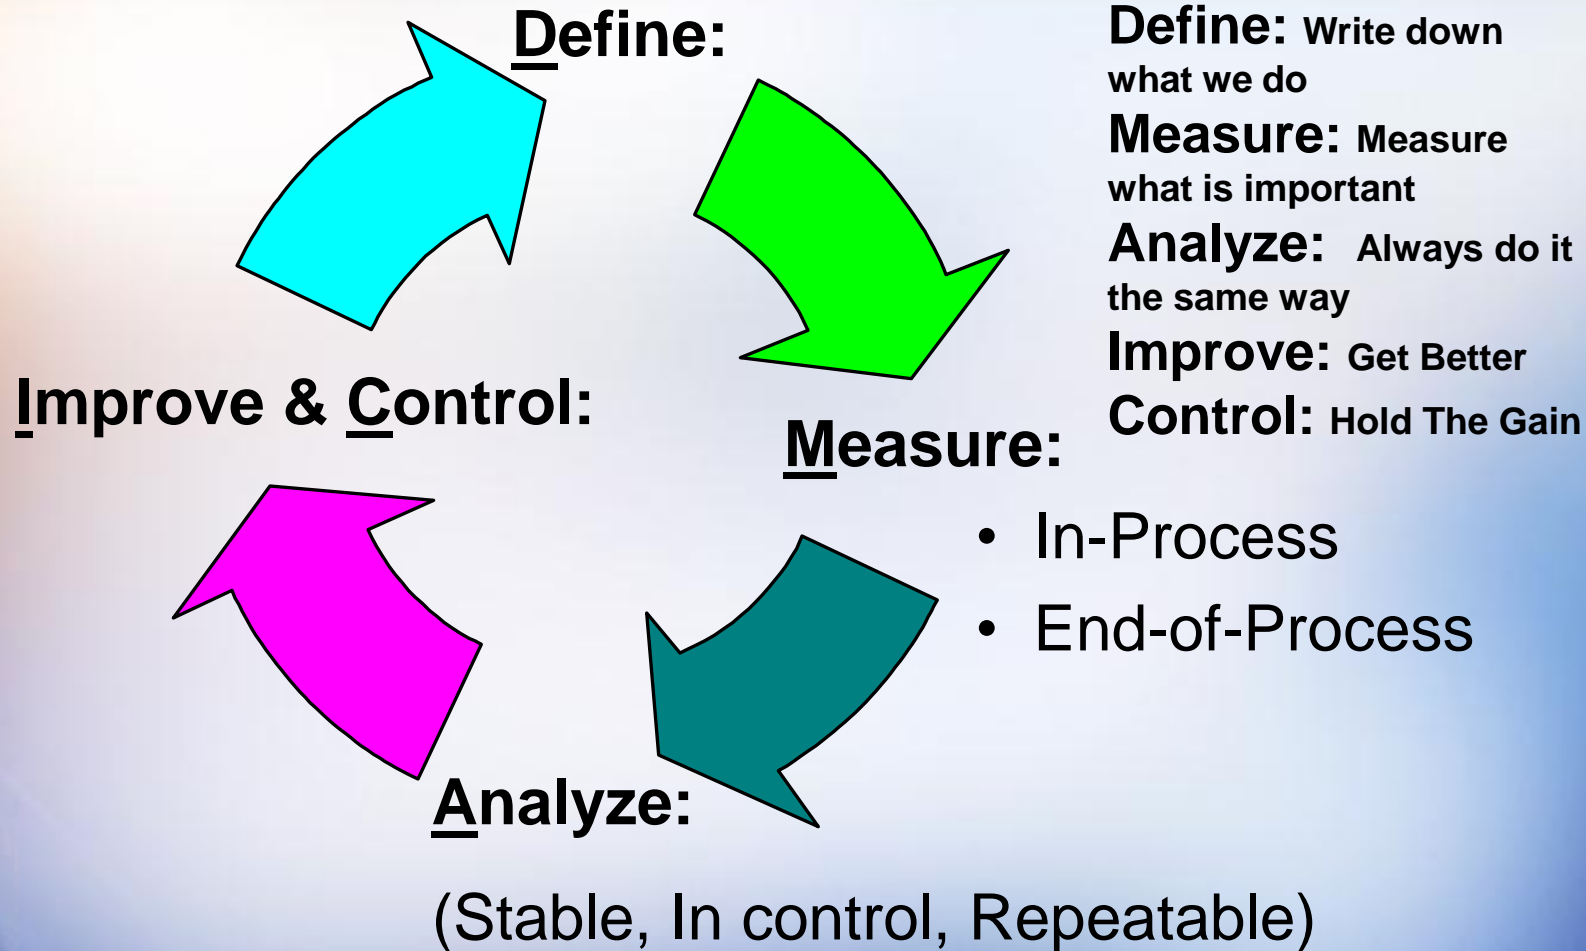 Define:
Improve & Control:
Measure:
• In-Process
• End-of-Process
Analyze:
(Stable, In control, Repeatable)
Define: Write down
what we do
Measure: Measure
what is important
Analyze: Always do it
the same way
Improve: Get Better
Control: Hold The Gain